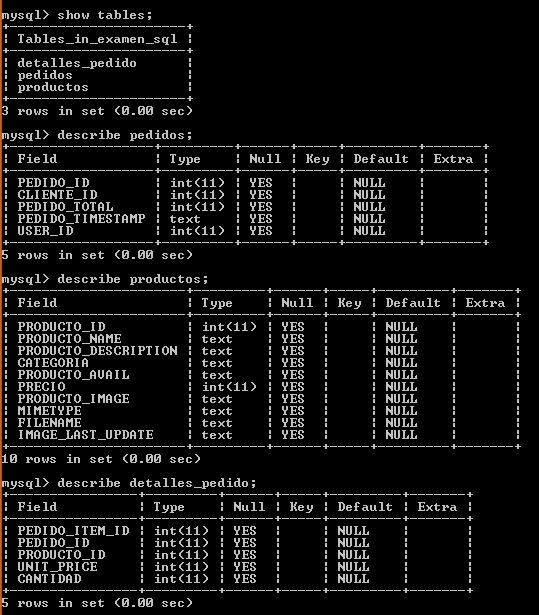 mysql> show tables;
+----------------------+
| Tables_in_examen_sql |
+----------------------+
| detalles_pedido      |
| pedidos              |
| productos            |
+----------------------+
3 rows in set (0.00 sec)
mysql> describe pedidos;
+------------------+---------+------+-----+---------+-------+
| Field            | Type    | Null | Key | Default | Extra |
+------------------+---------+------+-----+---------+-------+
| PEDIDO_ID        | int(11) | YES  |     | NULL    |       |
| CLIENTE_ID       | int(11) | YES  |     | NULL    |       |
| PEDIDO_TOTAL     | int(11) | YES  |     | NULL    |       |
| PEDIDO_TIMESTAMP | text    | YES  |     | NULL    |       |
| USER_ID          | int(11) | YES  |     | NULL    |       |
+------------------+---------+------+-----+---------+-------+
5 rows in set (0.00 sec)
mysql> describe productos;
+----------------------+---------+------+-----+---------+-------+
| Field                | Type    | Null | Key | Default | Extra |
+----------------------+---------+------+-----+---------+-------+
| PRODUCTO_ID          | int(11) | YES  |     | NULL    |       |
| PRODUCTO_NAME        | text    | YES  |     | NULL    |       |
| PRODUCTO_DESCRIPTION | text    | YES  |     | NULL    |       |
| CATEGORIA            | text    | YES  |     | NULL    |       |
| PRODUCTO_AVAIL       | text    | YES  |     | NULL    |       |
| PRECIO               | int(11) | YES  |     | NULL    |       |
| PRODUCTO_IMAGE       | text    | YES  |     | NULL    |       |
| MIMETYPE             | text    | YES  |     | NULL    |       |
| FILENAME             | text    | YES  |     | NULL    |       |
| IMAGE_LAST_UPDATE    | text    | YES  |     | NULL    |       |
+----------------------+---------+------+-----+---------+-------+
10 rows in set (0.00 sec)
mysql> describe detalles_pedido;
+----------------+---------+------+-----+---------+-------+
| Field          | Type    | Null | Key | Default | Extra |
+----------------+---------+------+-----+---------+-------+
| PEDIDO_ITEM_ID | int(11) | YES  |     | NULL    |       |
| PEDIDO_ID      | int(11) | YES  |     | NULL    |       |
| PRODUCTO_ID    | int(11) | YES  |     | NULL    |       |
| UNIT_PRICE     | int(11) | YES  |     | NULL    |       |
| CANTIDAD       | int(11) | YES  |     | NULL    |       |
+----------------+---------+------+-----+---------+-------+
5 rows in set (0.00 sec)